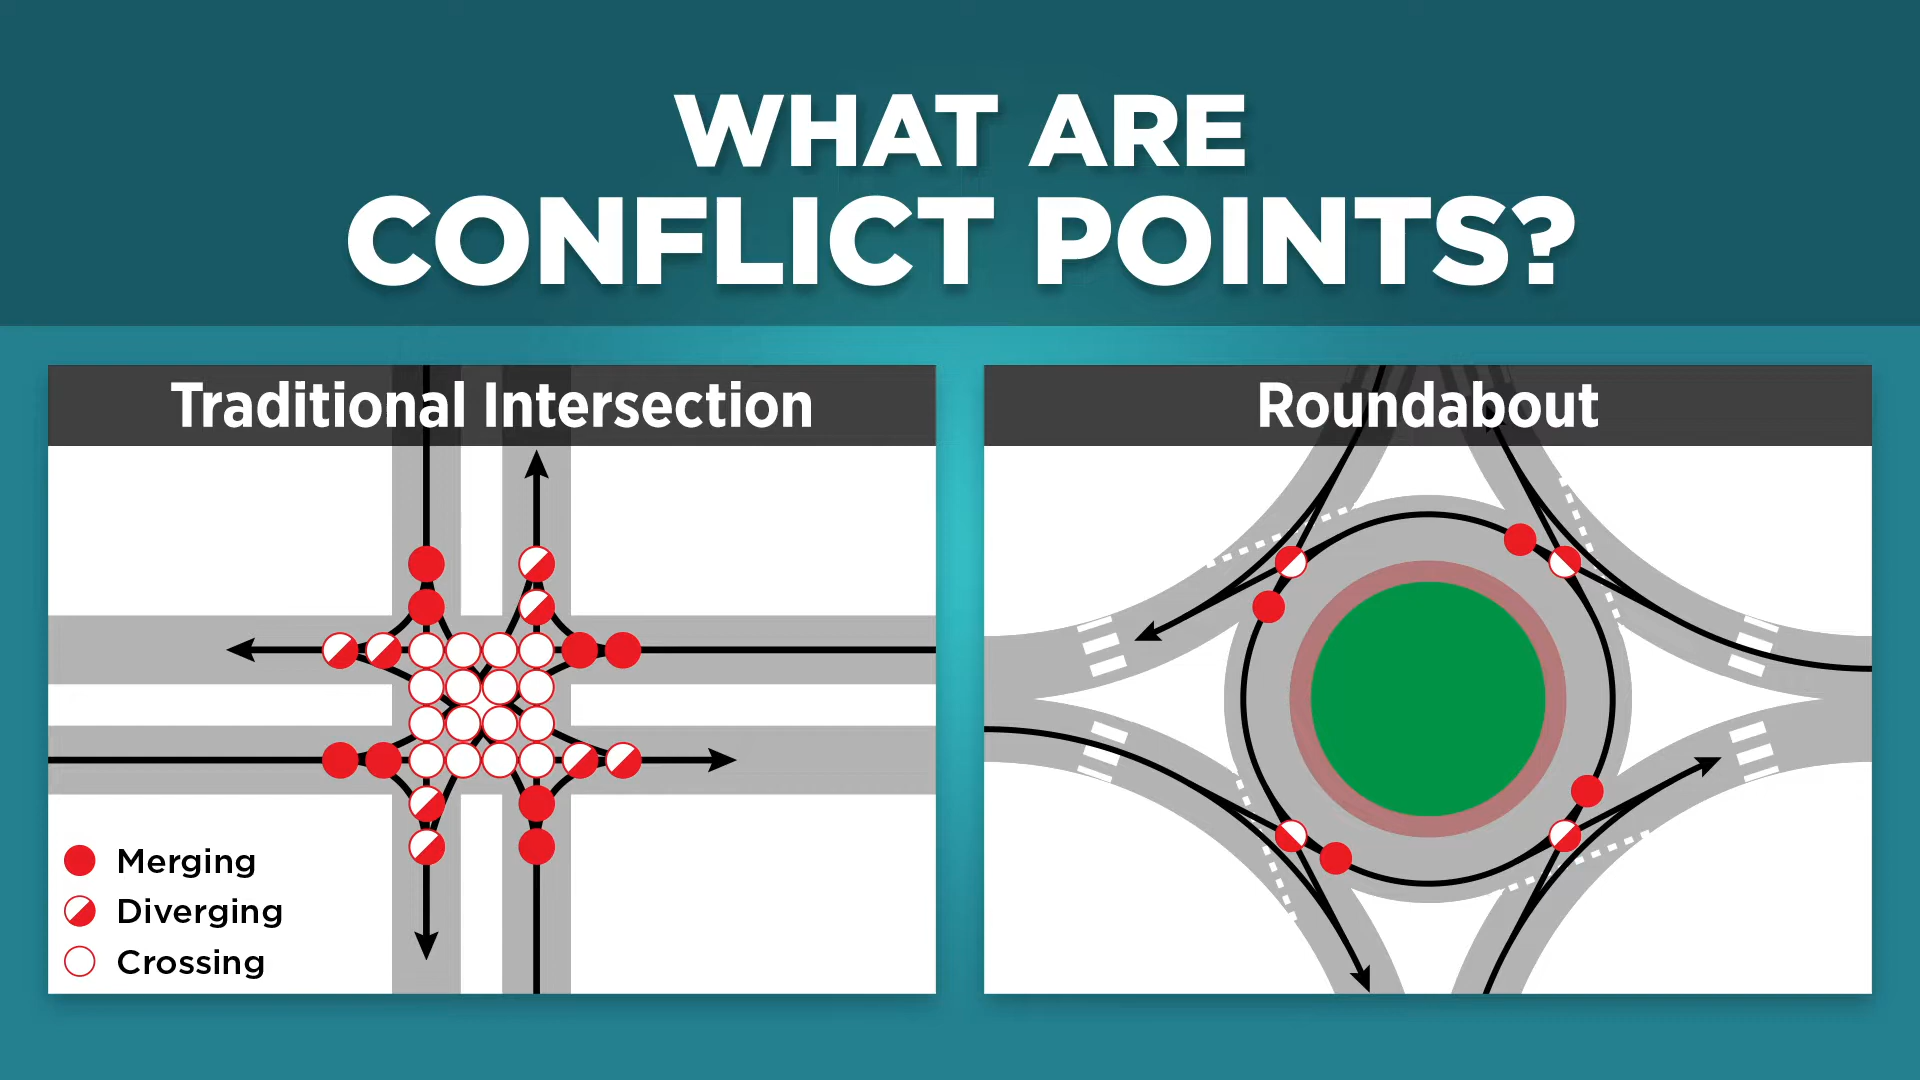 WHAT ARE
CONFLICT POINTS?
Traditional Intersection
Roundabout
Merging
Diverging
Crossing